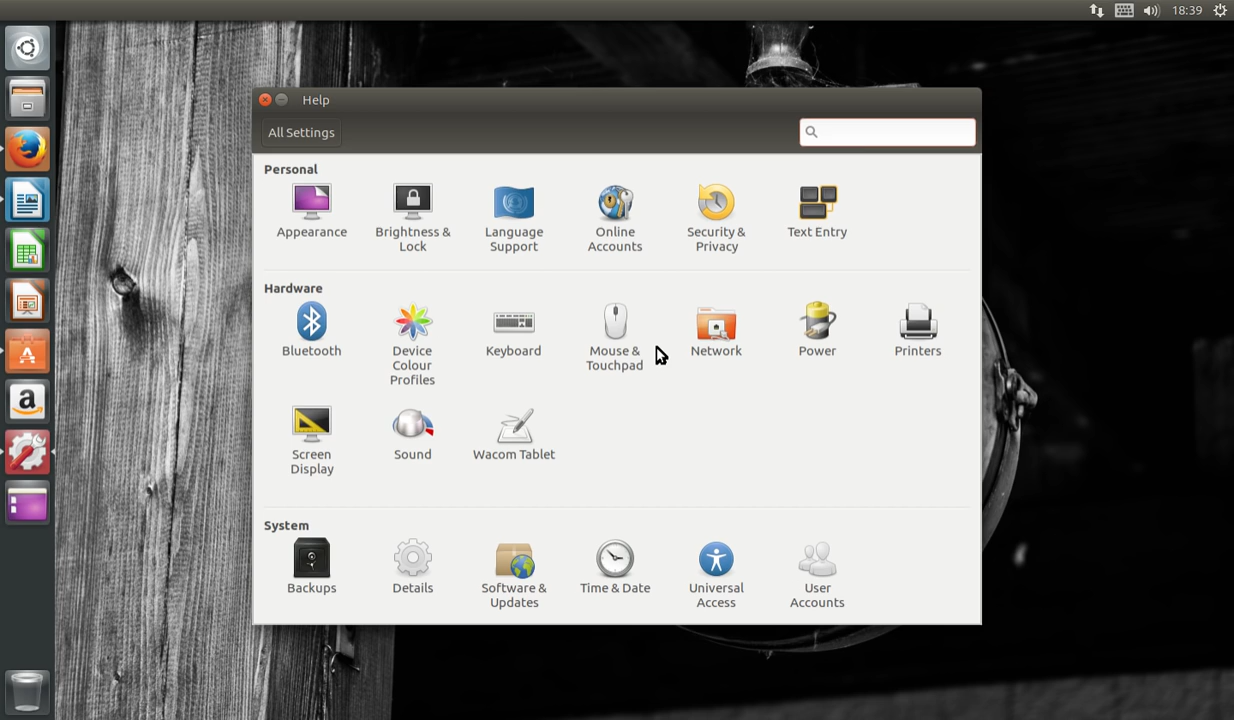 18:39
Help
All Settings
Personal
Appearance
Brightness &
Lock
Language
Support
Online
Accounts
Security &
Privacy
Text Entry
Hardware
Bluetooth
Device
Colour
Profiles
Keyboard
Mouse &
Touchpad
Network
Power
Printers
Screen
Display
Sound
Wacom Tablet
System
Backups
Details
Software &
Updates
Time & Date
Universal
Access
User
Accounts